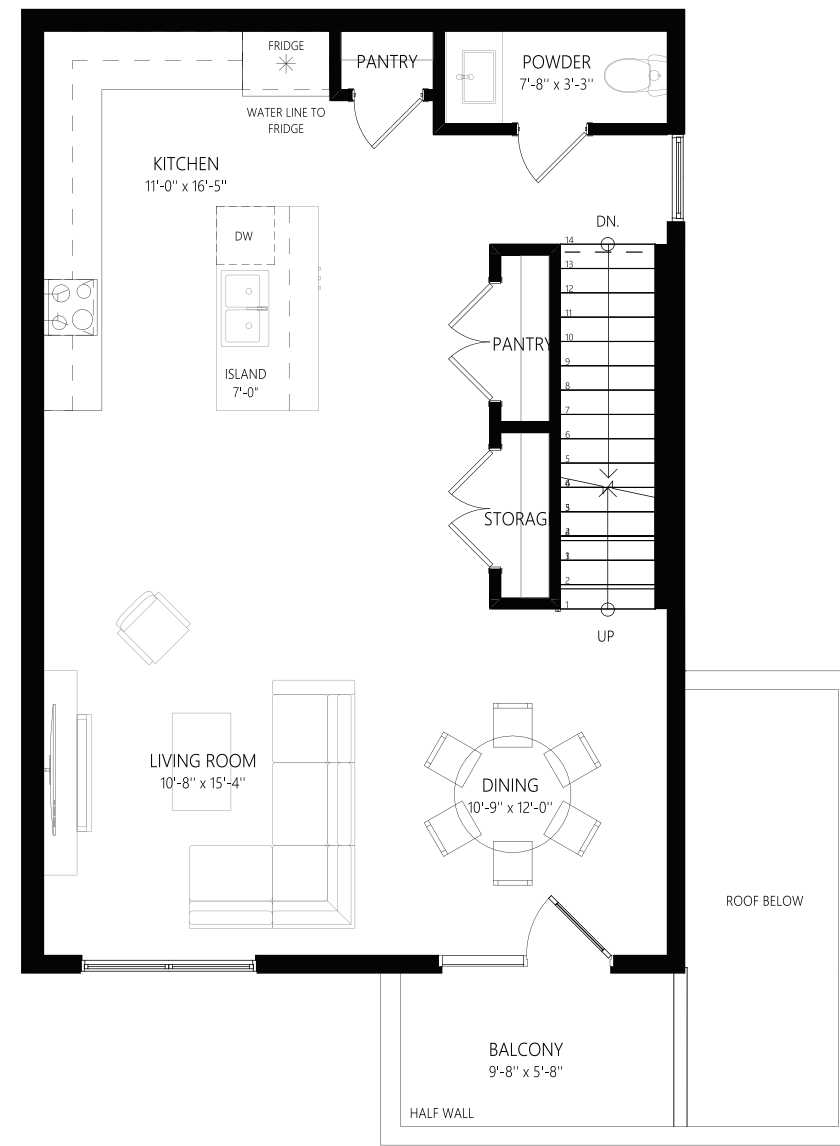 FRIDGE
PANTRY
POWDER
7'-8" x 3'-3"
WATER LINE TO
FRIDGE
KITCHEN
11'-0" x 16'-5"
DN.
DW
14
13
12
11
10
9
8
7
6
5
PANTRY
ISLAND
7'-0"
STORAGE
2
1
UP
LIVING ROOM
10'-8" x 15'-4"
DINING
10'-9" x 12'-0"
ROOF BELOW
BALCONY
9'-8" x 5'-8"
HALF WALL